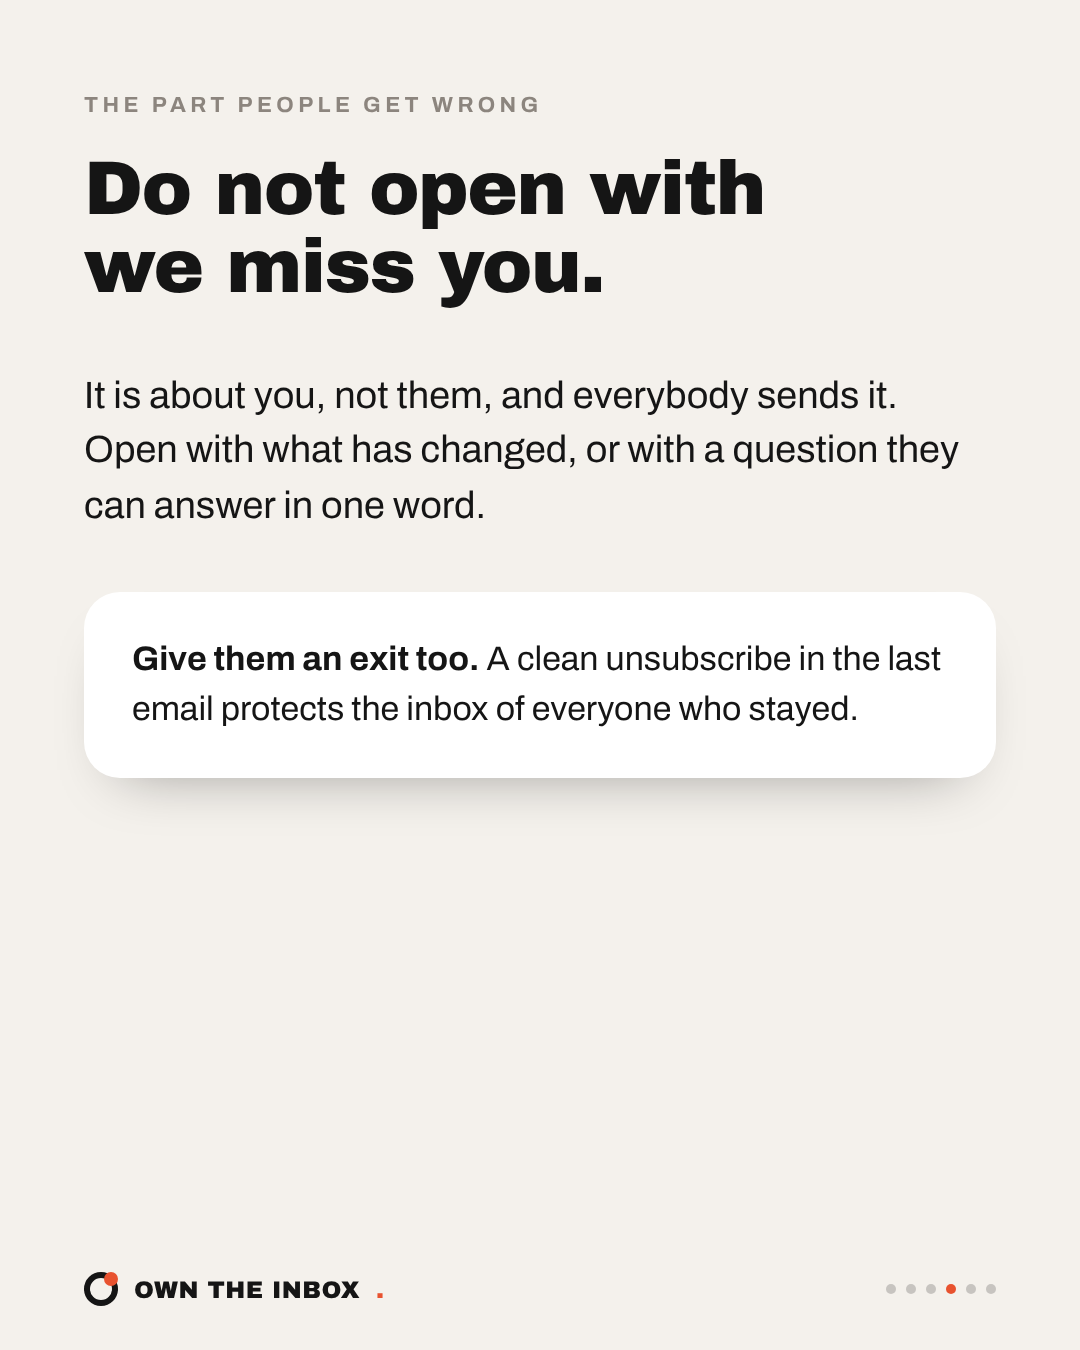 THE PART PEOPLE GET WRONG
Do not open with
we miss you.
It is about you, not them, and everybody sends it.
Open with what has changed, or with a question they
can answer in one word.
Give them an exit too. A clean unsubscribe in the last
email protects the inbox of everyone who stayed.
OWN THE INBOX .